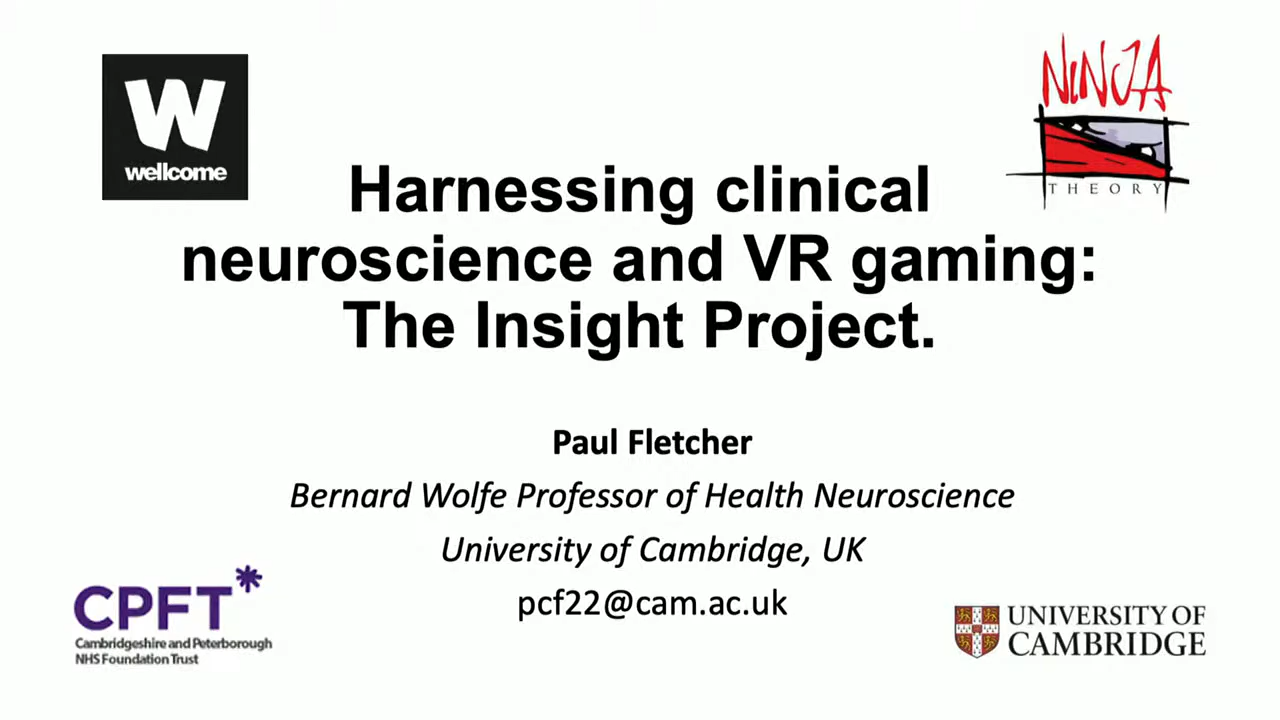 W
wellcome
NINJA
THEORY
Harnessing clinical
neuroscience and VR gaming:
The Insight Project.
Paul Fletcher
Bernard Wolfe Professor of Health Neuroscience
University of Cambridge, UK
pcf22@cam.ac.uk
CPFT*
Cambridgeshire and Peterborough
NHS Foundation Trust
UNIVERSITY OF
CAMBRIDGE